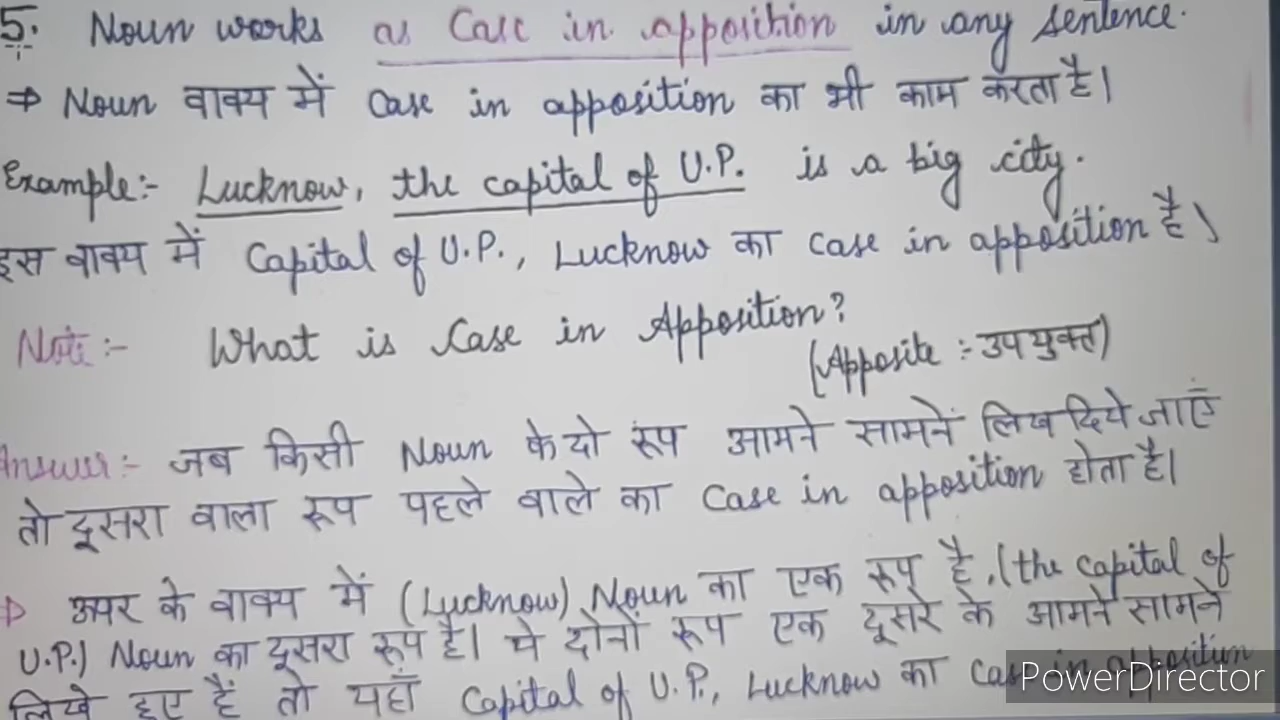 5. Noun works as Case in apposition in any sentence.
⇒ Noun वाक्य में Case in apposition का भी काम करता है।
Example:- Lucknow, the capital of U.P. is a big city.
इस वाक्य में Capital of U.P., Lucknow का case in apposition है।
Note:- What is Case in Apposition?
(Apposite :- उपयुक्त)
Answer:- जब किसी Noun के दो रूप आमने सामनें लिख दिये जाएँ
तो दूसरा वाला रूप पहले वाले का Case in apposition होता है।
⇒ ऊपर के वाक्य में (Lucknow) Noun का एक रूप है, (the capital of
U.P.) Noun का दूसरा रूप है। ये दोनों रूप एक दूसरे के आमने सामने
लिखे हुए हैं तो यहाँ Capital of U.P., Lucknow का Case in apposition
PowerDirector